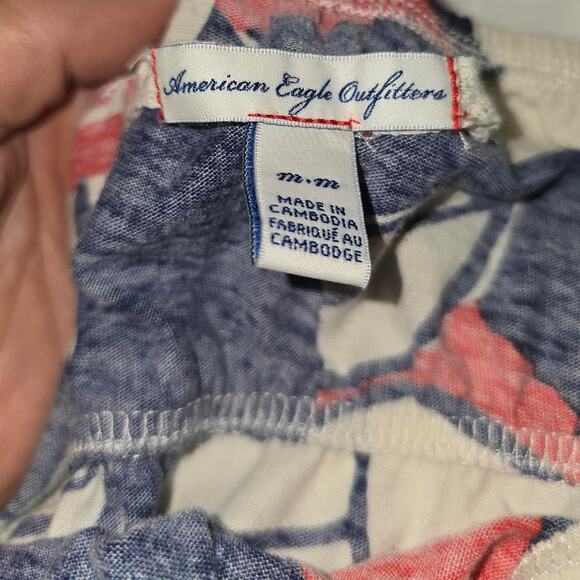 American Eagle Outfitters
m•m
MADE IN
CAMBODIA
FABRIQUÉ AU
CAMBODGE